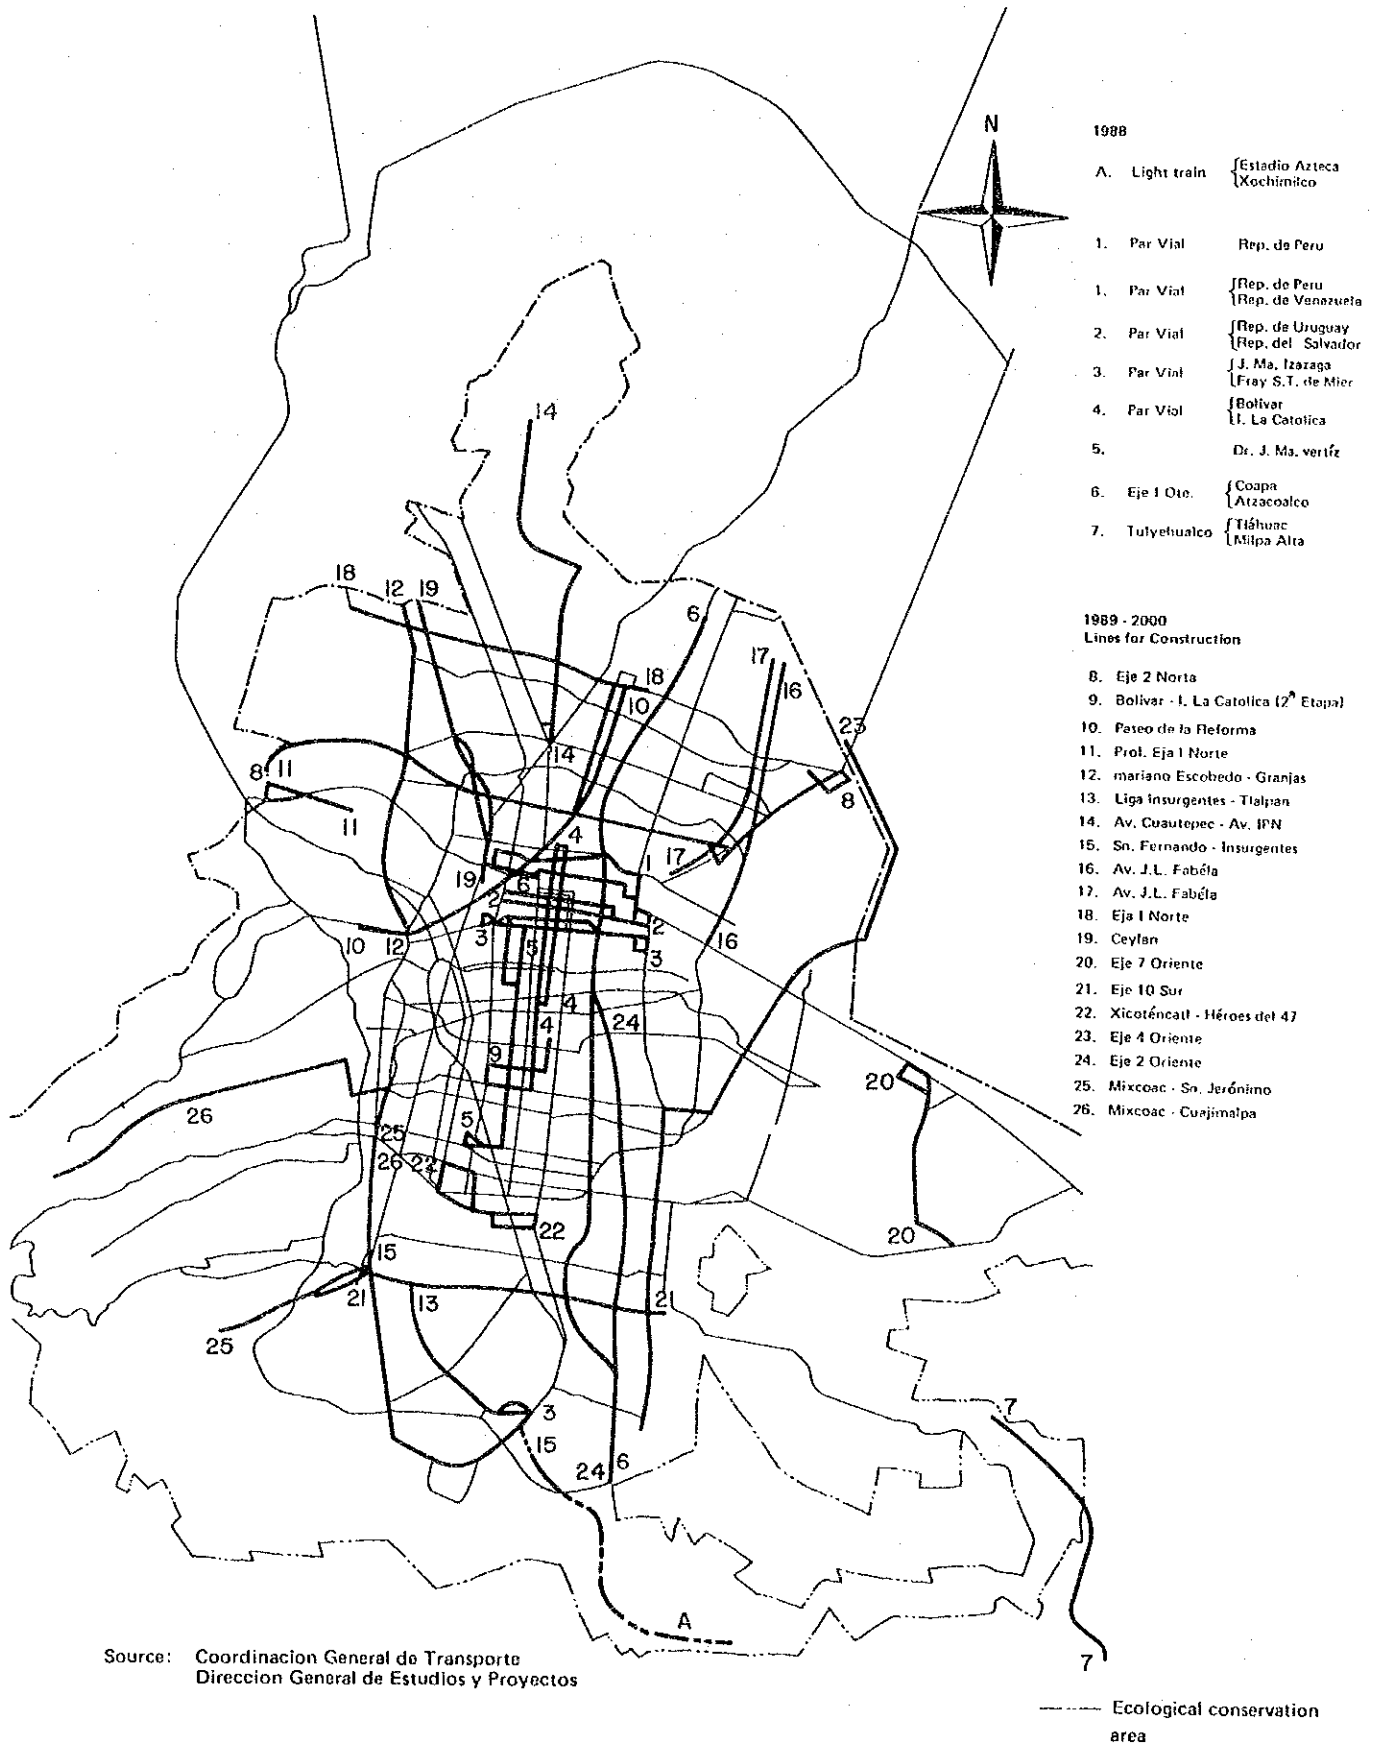 N
1988
A. Light train {Estadio Azteca
{Xochimilco
1. Par Vial Rep. de Peru
1. Par Vial {Rep. de Peru
{Rep. de Venezuela
2. Par Vial {Rep. de Uruguay
{Rep. del Salvador
3. Par Vial {J. Ma. Izazaga
{Fray S.T. de Mier
4. Par Viol {Bolivar
{I. La Catolica
5. Dr. J. Ma. vertíz
6. Eje 1 Ote. {Coapa
{Atzacoalco
7. Tulyehualco {Tláhuac
{Milpa Alta
1989 - 2000
Lines for Construction
8. Eje 2 Norta
9. Bolivar - I. La Catolica (2ª Etapa)
10. Paseo de la Reforma
11. Prol. Eja 1 Norte
12. mariano Escobedo - Granjas
13. Liga insurgentes - Tlalpan
14. Av. Cuautepec - Av. IPN
15. Sn. Fernando - Insurgentes
16. Av. J.L. Fabéla
17. Av. J.L. Fabéla
18. Eja 1 Norte
19. Ceylan
20. Eje 7 Oriente
21. Eje 10 Sur
22. Xicoténcatl - Héroes del 47
23. Eje 4 Oriente
24. Eje 2 Oriente
25. Mixcoac - Sn. Jerónimo
26. Mixcoac - Cuajimalpa
14
18 12 19
6
17
16
18
10
23
14
8 11
8
11
4
17
1
19
6
2
2
16
3
5
3
10
12
4
24
4
9
20
26
5
25
26 22
22
20
15
21
13
21
25
3
7
15
24
6
A
7
Source: Coordinacion General de Transporte
Direccion General de Estudios y Proyectos
Ecological conservation
area